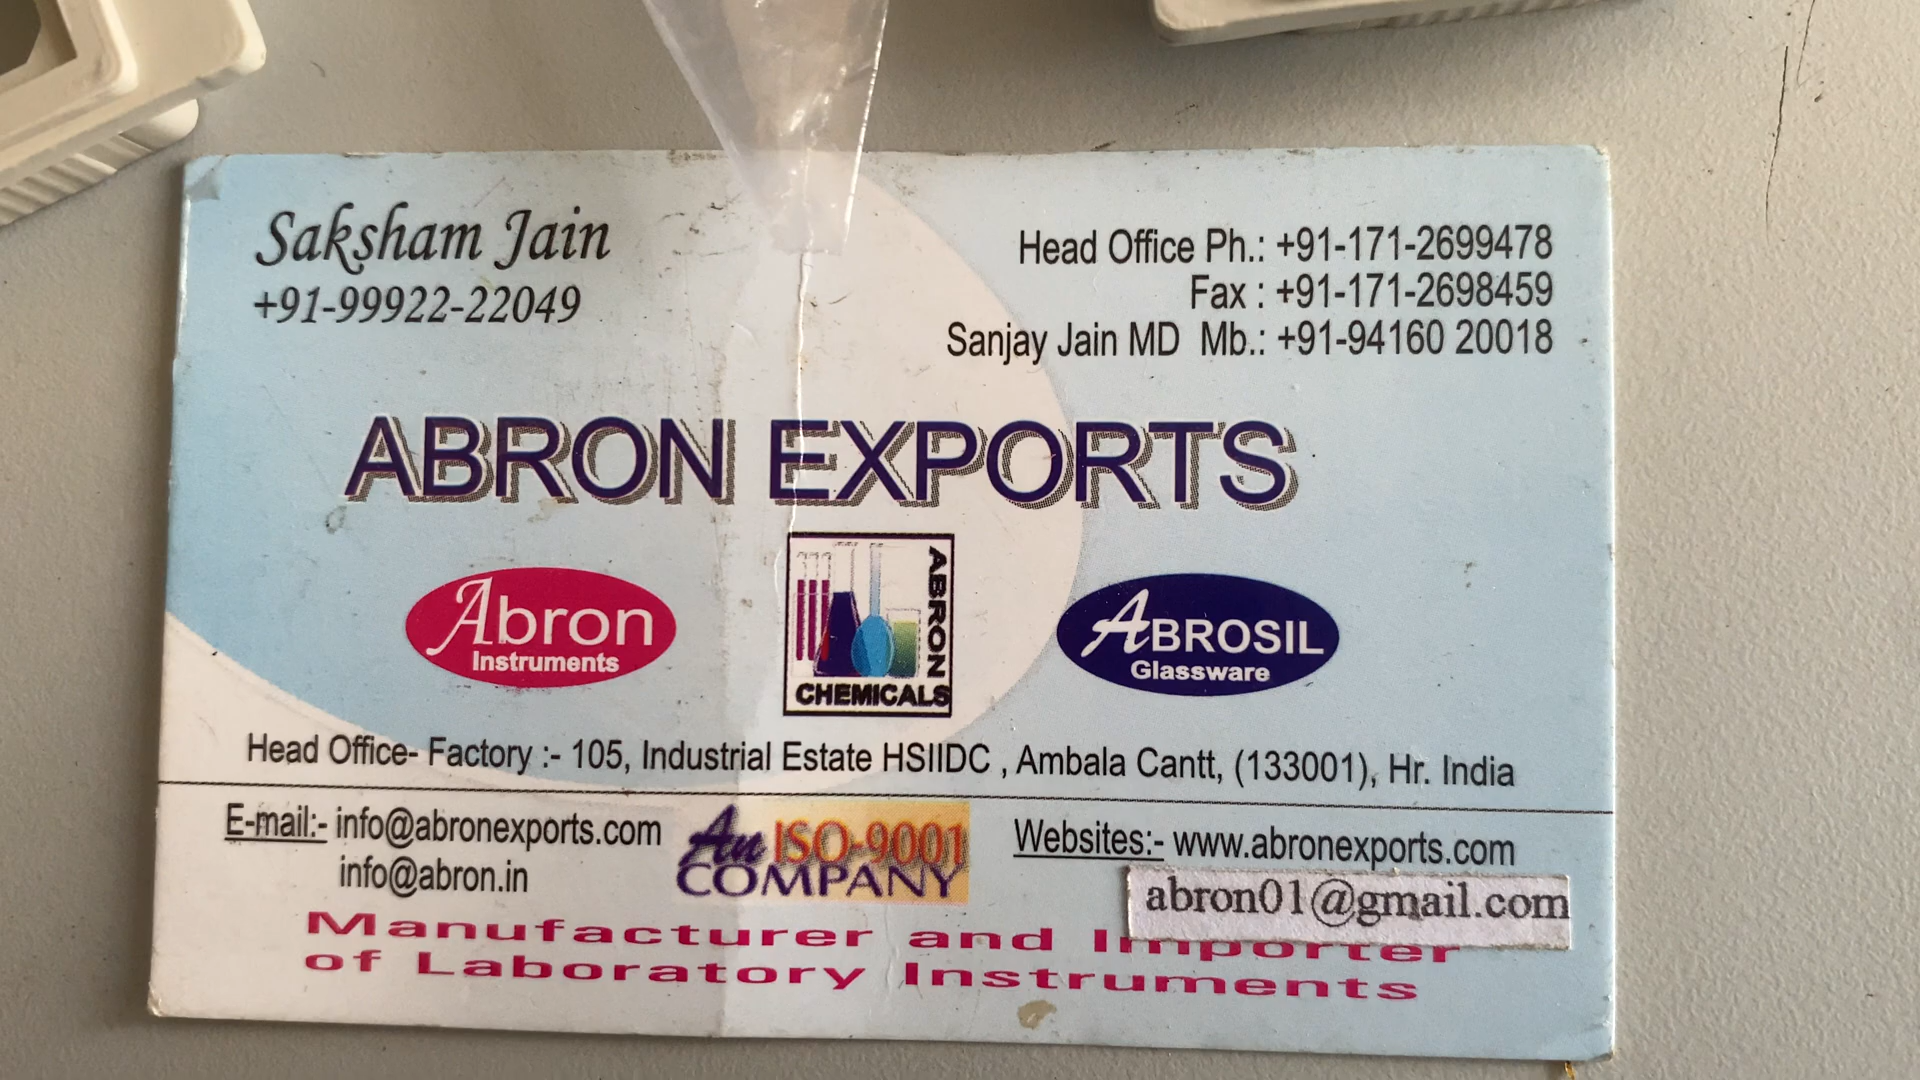 Saksham Jain
+91-99922-22049
Head Office Ph.: +91-171-2699478
Fax : +91-171-2698459
Sanjay Jain MD Mb.: +91-94160 20018
ABRON EXPORTS
Abron
Instruments
ABRON
CHEMICALS
ABROSIL
Glassware
Head Office- Factory :- 105, Industrial Estate HSIIDC , Ambala Cantt, (133001), Hr. India
E-mail:- info@abronexports.com
info@abron.in
An ISO-9001
COMPANY
Websites:- www.abronexports.com
abron01@gmail.com
Manufacturer and Importer
of Laboratory Instruments